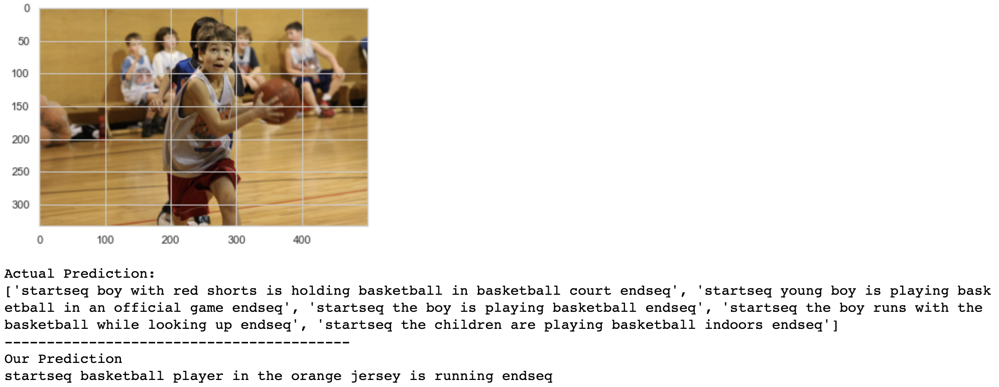 0
50
100
150
200
250
300
0 100 200 300 400
Actual Prediction:
['startseq boy with red shorts is holding basketball in basketball court endseq', 'startseq young boy is playing bask
etball in an official game endseq', 'startseq the boy is playing basketball endseq', 'startseq the boy runs with the
basketball while looking up endseq', 'startseq the children are playing basketball indoors endseq']
-----------------------------------------
Our Prediction
startseq basketball player in the orange jersey is running endseq